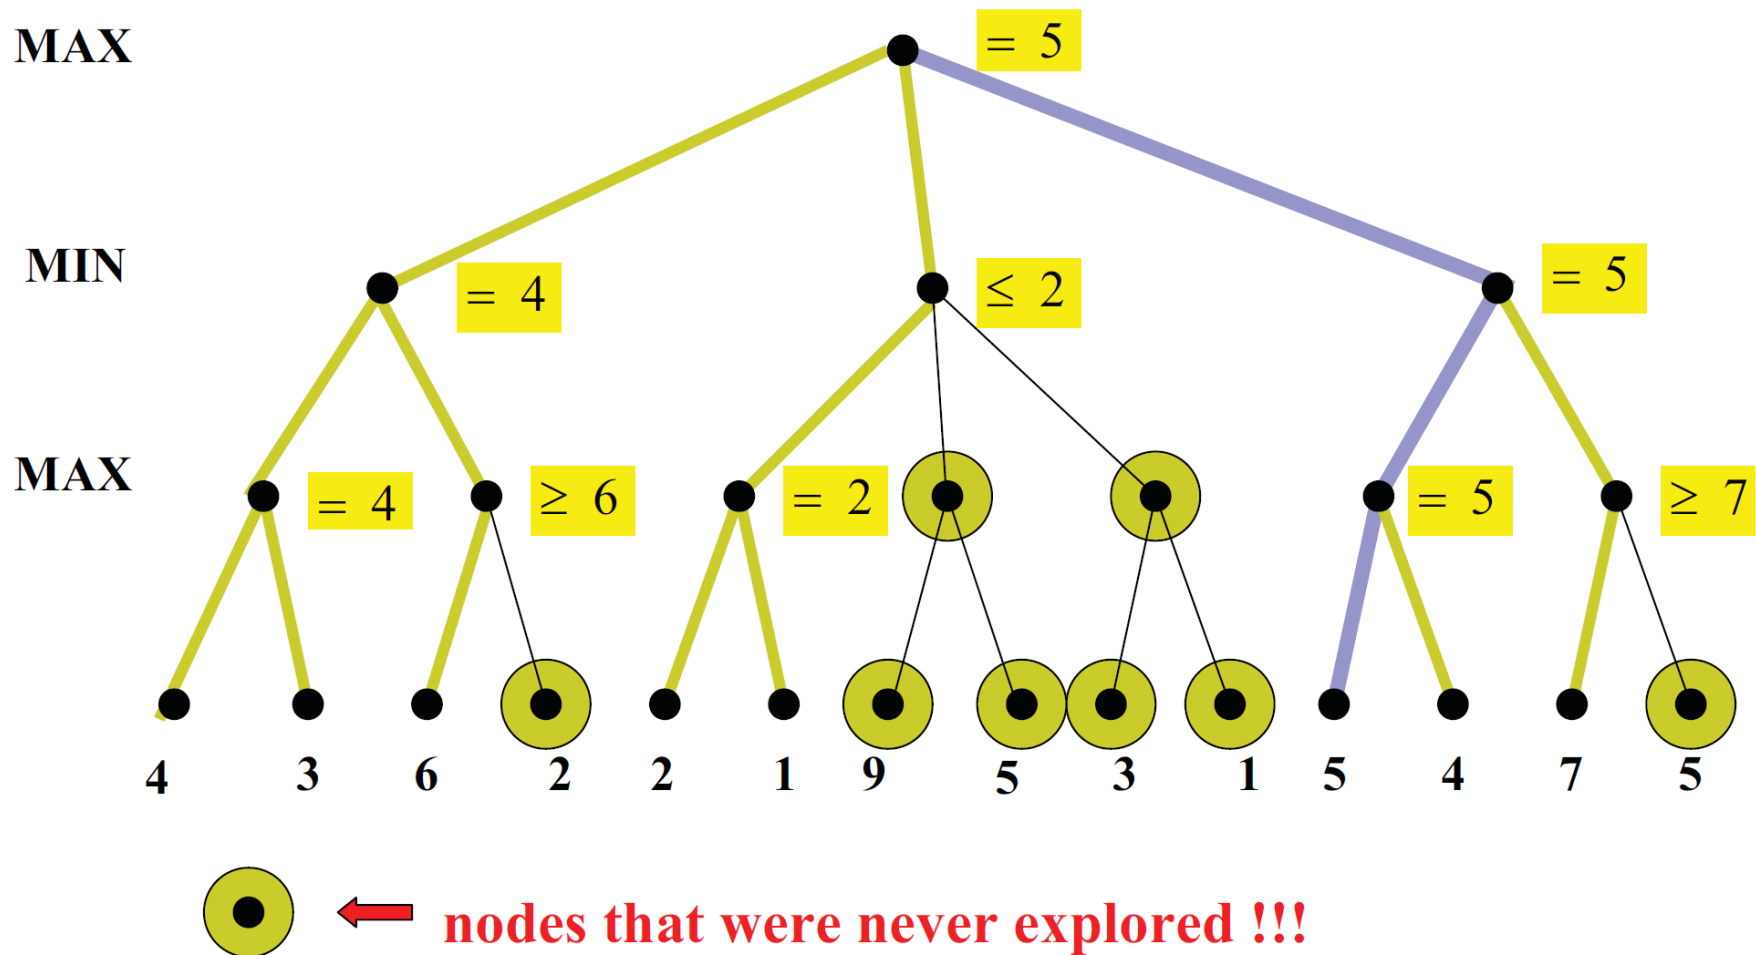 MAX
= 5
MIN
= 4
≤ 2
= 5
MAX
= 4
≥ 6
= 2
= 5
≥ 7
4 3 6 2 2 1 9 5 3 1 5 4 7 5
nodes that were never explored !!!